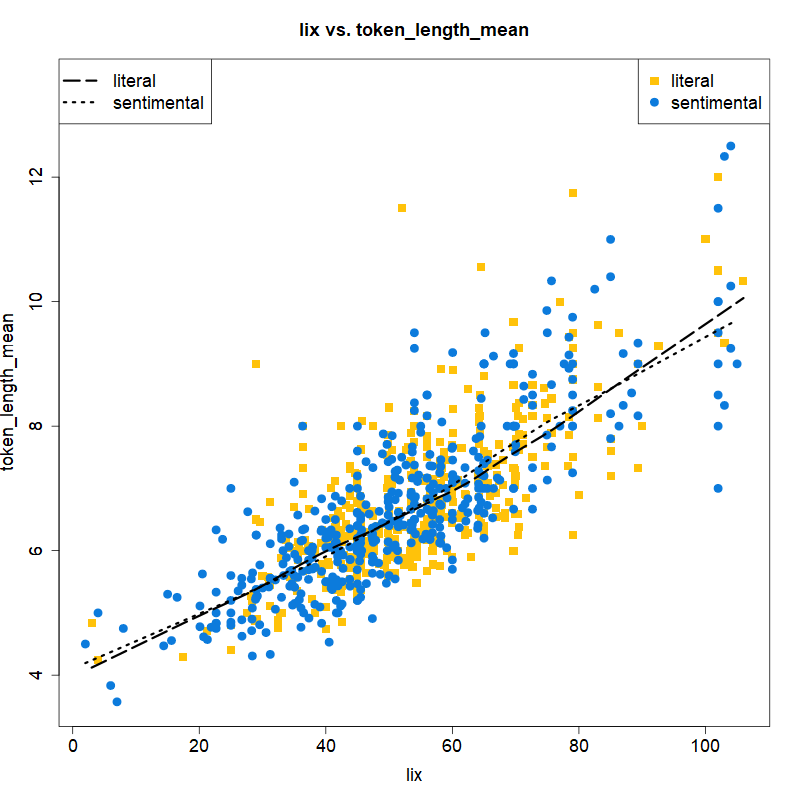 lix vs. token_length_mean
literal
sentimental
literal
sentimental
token_length_mean
12
10
8
6
4
0 20 40 60 80 100
lix